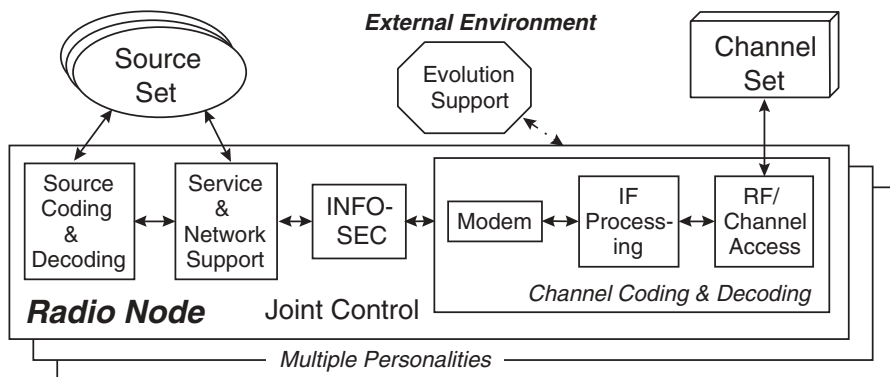 External Environment
Source
Set
Evolution
Support
Channel
Set
Source
Coding
&
Decoding
Service
&
Network
Support
INFO-
SEC
Modem
IF
Process-
ing
RF/
Channel
Access
Channel Coding & Decoding
Radio Node
Joint Control
Multiple Personalities